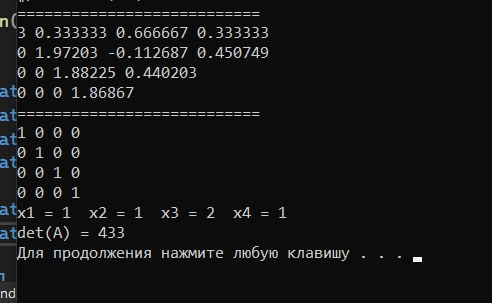 ===========================
3 0.333333 0.666667 0.333333
0 1.97203 -0.112687 0.450749
0 0 1.88225 0.440203
0 0 0 1.86867
===========================
1 0 0 0
0 1 0 0
0 0 1 0
0 0 0 1
x1 = 1  x2 = 1  x3 = 2  x4 = 1
det(A) = 433
Для продолжения нажмите любую клавишу . . .